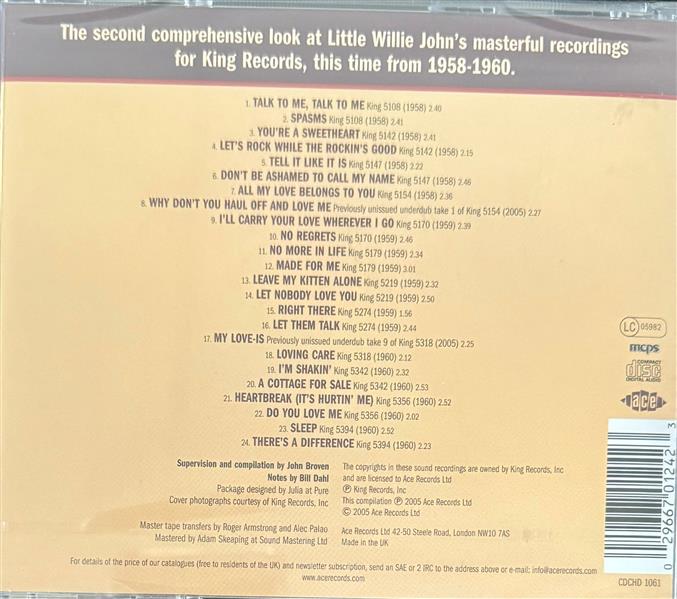 The second comprehensive look at Little Willie John's masterful recordings
for King Records, this time from 1958-1960.
1. TALK TO ME, TALK TO ME King 5108 (1958) 2.40
2. SPASMS King 5108 (1958) 2.41
3. YOU'RE A SWEETHEART King 5142 (1958) 2.41
4. LET'S ROCK WHILE THE ROCKIN'S GOOD King 5142 (1958) 2.15
5. TELL IT LIKE IT IS King 5147 (1958) 2.22
6. DON'T BE ASHAMED TO CALL MY NAME King 5147 (1958) 2.46
7. ALL MY LOVE BELONGS TO YOU King 5154 (1958) 2.36
8. WHY DON'T YOU HAUL OFF AND LOVE ME Previously unissued underdub take 1 of King 5154 (2005) 2.27
9. I'LL CARRY YOUR LOVE WHEREVER I GO King 5170 (1959) 2.39
10. NO REGRETS King 5170 (1959) 2.46
11. NO MORE IN LIFE King 5179 (1959) 2.34
12. MADE FOR ME King 5179 (1959) 3.01
13. LEAVE MY KITTEN ALONE King 5219 (1959) 2.32
14. LET NOBODY LOVE YOU King 5219 (1959) 2.50
15. RIGHT THERE King 5274 (1959) 1.56
16. LET THEM TALK King 5274 (1959) 2.44
17. MY LOVE-IS Previously unissued underdub take 9 of King 5318 (2005) 2.25
18. LOVING CARE King 5318 (1960) 2.12
19. I'M SHAKIN' King 5342 (1960) 2.32
20. A COTTAGE FOR SALE King 5342 (1960) 2.53
21. HEARTBREAK (IT'S HURTIN' ME) King 5356 (1960) 2.52
22. DO YOU LOVE ME King 5356 (1960) 2.02
23. SLEEP King 5394 (1960) 2.52
24. THERE'S A DIFFERENCE King 5394 (1960) 2.23
LC 05982
mcps
COMPACT
disc
DIGITAL AUDIO
ace
Supervision and compilation by John Broven
Notes by Bill Dahl
Package designed by Julia at Pure
Cover photographs courtesy of King Records, Inc
The copyrights in these sound recordings are owned by King Records, Inc
and are licensed to Ace Records Ltd
℗ King Records, Inc
This compilation ℗ 2005 Ace Records Ltd
© 2005 Ace Records Ltd
Master tape transfers by Roger Armstrong and Alec Palao
Mastered by Adam Skeaping at Sound Mastering Ltd
Ace Records Ltd 42-50 Steele Road, London NW10 7AS
Made in the UK
For details of the price of our catalogues (free to residents of the UK) and newsletter subscription, send an SAE or 2 IRC to the address above or e-mail: info@acerecords.com
www.acerecords.com
0 29667 01242 3
CDCHD 1061